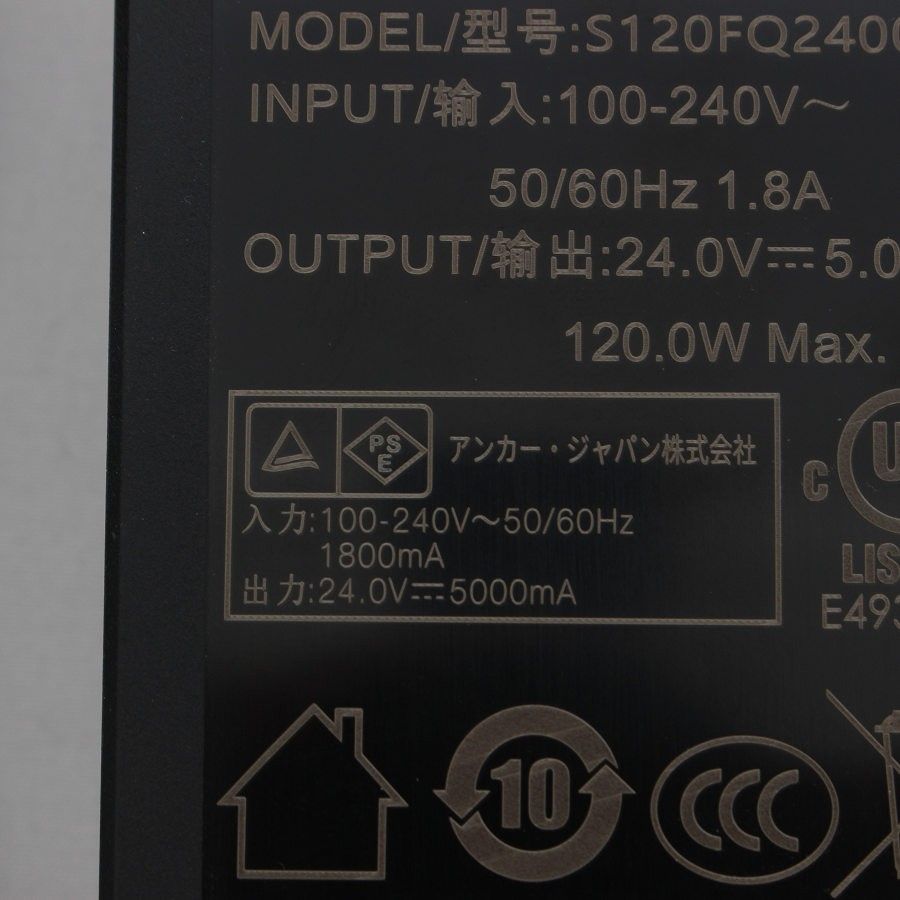 MODEL/型号:S120FQ2400
INPUT/输入:100-240V～
50/60Hz 1.8A
OUTPUT/输出:24.0V⎓5.0
120.0W Max.
PSE アンカー・ジャパン株式会社
入力:100-240V～50/60Hz
1800mA
出力:24.0V⎓5000mA
C U
LIS
E493
10 CCC